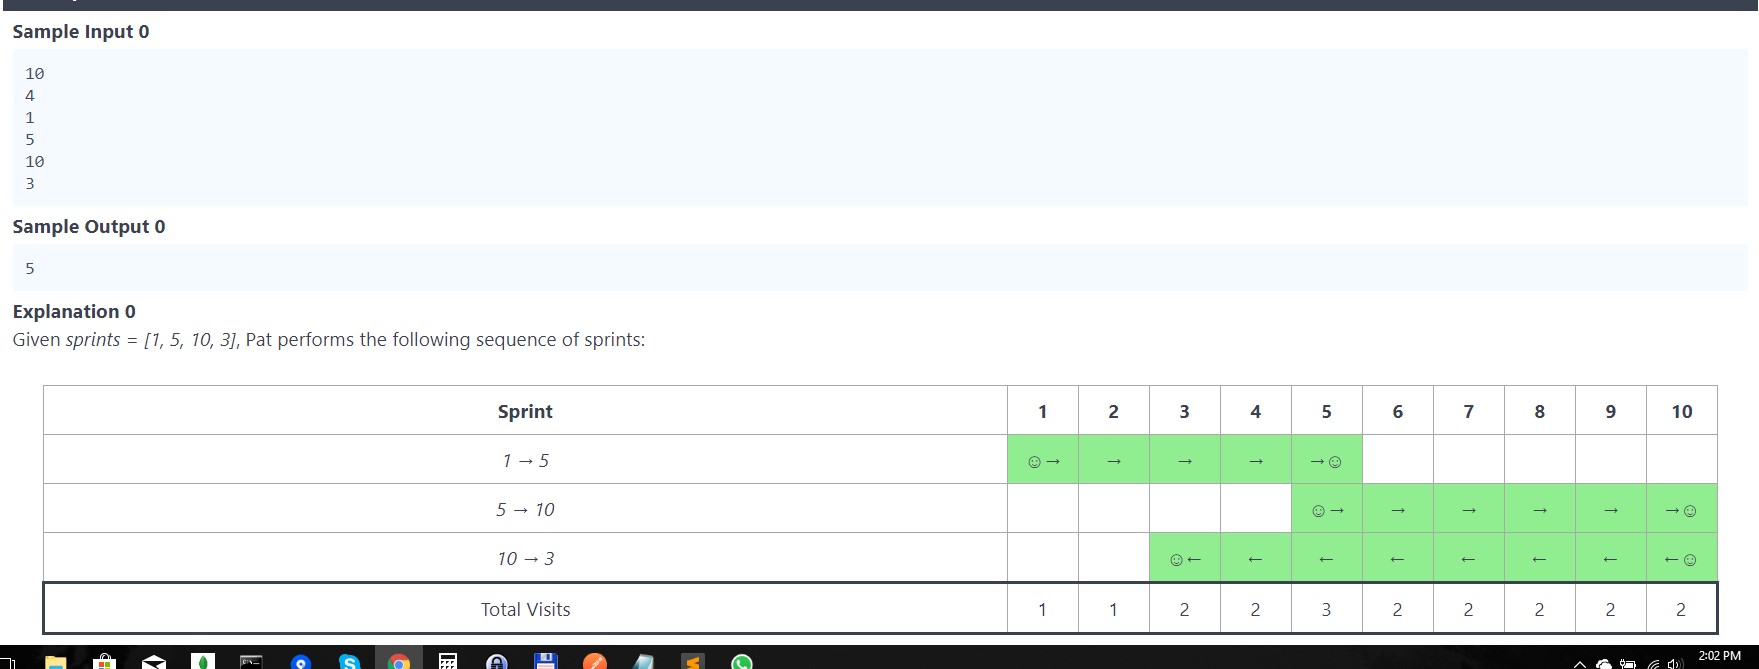 Sample Input 0
10
4
1
5
10
3
Sample Output 0
5
Explanation 0
Given sprints = [1, 5, 10, 3], Pat performs the following sequence of sprints:
Sprint 1 2 3 4 5 6 7 8 9 10
1 → 5 ☺→ → → → →☺
5 → 10 ☺→ → → → → →☺
10 → 3 ☺← ← ← ← ← ← ← ←☺
Total Visits 1 1 2 2 3 2 2 2 2 2
2:02 PM